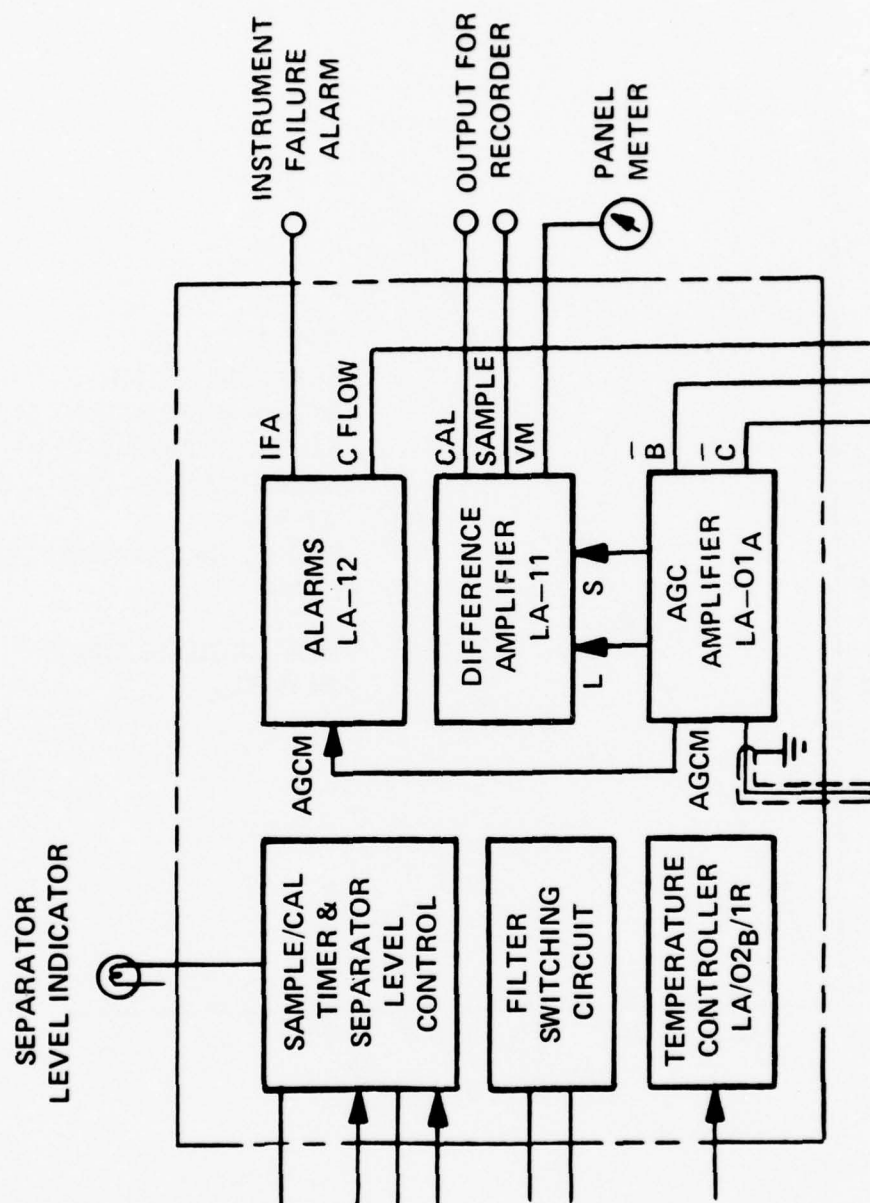 SEPARATOR
LEVEL INDICATOR
SAMPLE/CAL
TIMER &
SEPARATOR
LEVEL
CONTROL
FILTER
SWITCHING
CIRCUIT
TEMPERATURE
CONTROLLER
LA/02B/1R
AGCM
ALARMS
LA-12
IFA
C FLOW
INSTRUMENT
FAILURE
ALARM
DIFFERENCE
AMPLIFIER
LA-11
CAL
SAMPLE
VM
OUTPUT FOR
RECORDER
PANEL
METER
L
S
AGCM
AGC
AMPLIFIER
LA-01A
B̅
C̅